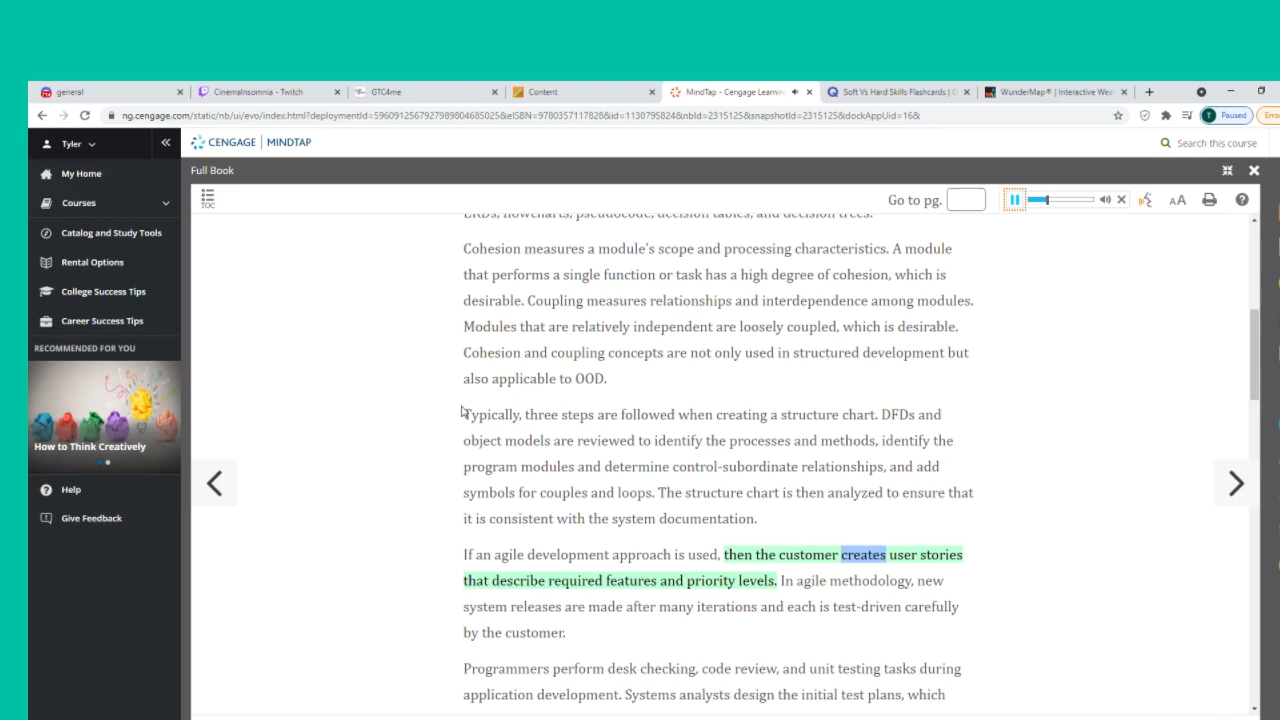 general
CinemaInsomnia - Twitch
GTC4me
Content
MindTap - Cengage Learning
Soft Vs Hard Skills Flashcards | C
WunderMap® | Interactive Wea
ng.cengage.com/static/nb/ui/evo/index.html?deploymentId=59609125679279898046850​25&eISBN=9780357117828&id=1130795824&nbId=2315125&snapshotId=2315125&dockAppUid=16&
T Paused
Error
Tyler
CENGAGE | MINDTAP
Search this course
Full Book
My Home
Courses
Catalog and Study Tools
Rental Options
College Success Tips
Career Success Tips
RECOMMENDED FOR YOU
How to Think Creatively
Help
Give Feedback
TOC
Go to pg.
AA
ERDs, flowcharts, pseudocode, decision tables, and decision trees.
Cohesion measures a module's scope and processing characteristics. A module
that performs a single function or task has a high degree of cohesion, which is
desirable. Coupling measures relationships and interdependence among modules.
Modules that are relatively independent are loosely coupled, which is desirable.
Cohesion and coupling concepts are not only used in structured development but
also applicable to OOD.
Typically, three steps are followed when creating a structure chart. DFDs and
object models are reviewed to identify the processes and methods, identify the
program modules and determine control-subordinate relationships, and add
symbols for couples and loops. The structure chart is then analyzed to ensure that
it is consistent with the system documentation.
If an agile development approach is used, then the customer creates user stories
that describe required features and priority levels. In agile methodology, new
system releases are made after many iterations and each is test-driven carefully
by the customer.
Programmers perform desk checking, code review, and unit testing tasks during
application development. Systems analysts design the initial test plans, which